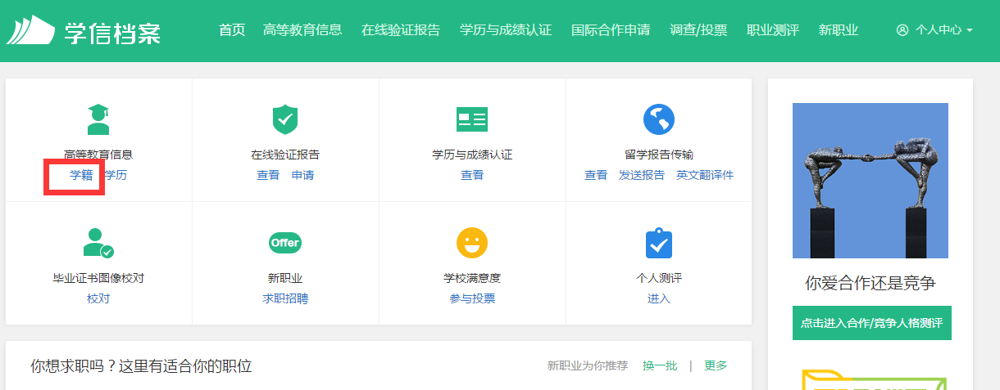 学信档案
首页 高等教育信息 在线验证报告 学历与成绩认证 国际合作申请 调查/投票 职业测评 新职业 个人中心
高等教育信息
学籍 学历
在线验证报告
查看 申请
学历与成绩认证
查看
留学报告传输
查看 发送报告 英文翻译件
毕业证书图像校对
校对
Offer
新职业
求职招聘
学校满意度
参与投票
个人测评
进入
你爱合作还是竞争
点击进入合作/竞争人格测评
你想求职吗？这里有适合你的职位
新职业为你推荐 换一批 | 更多